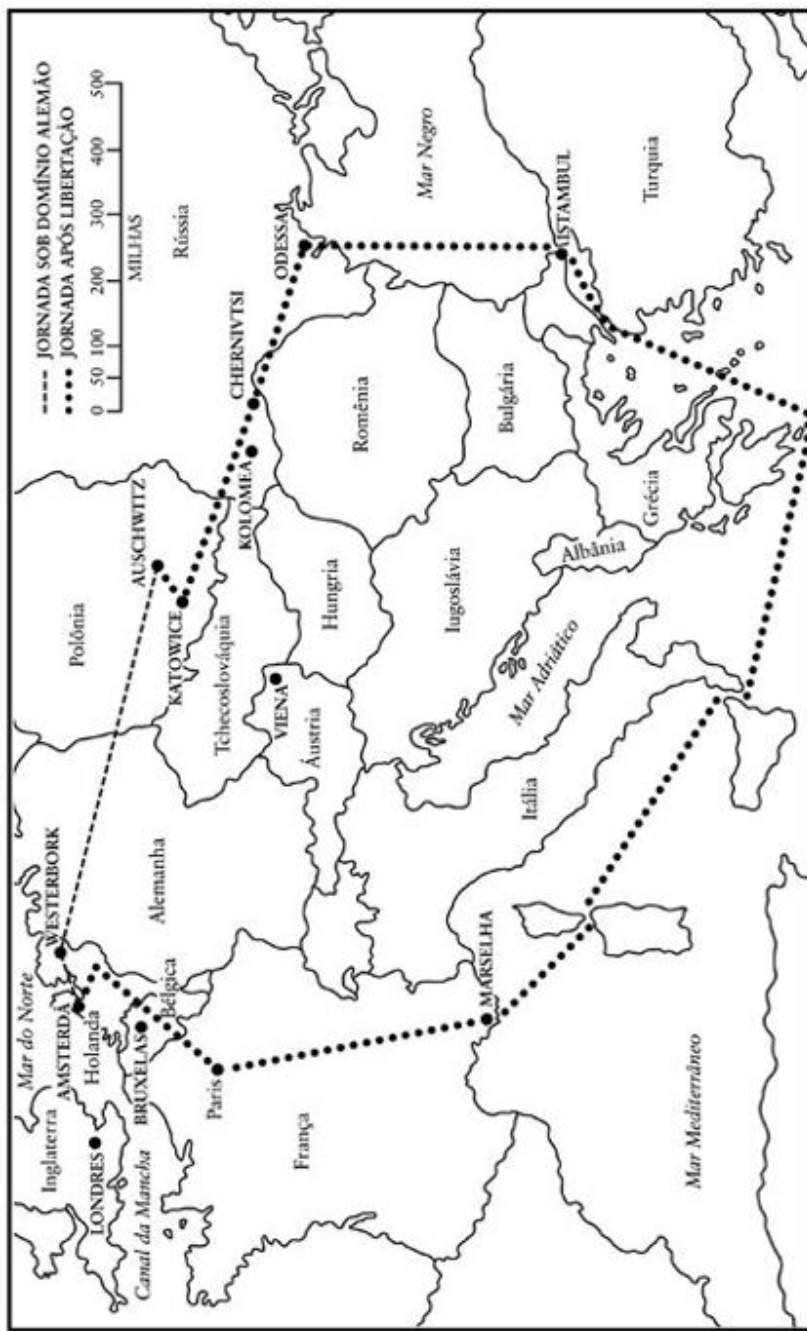 JORNADA SOB DOMÍNIO ALEMÃO
JORNADA APÓS LIBERTAÇÃO
0 50 100 200 300 400 500
MILHAS
Mar do Norte
Inglaterra
LONDRES
Canal da Mancha
AMSTERDÃ
Holanda
WESTERBORK
BRUXELAS
Bélgica
Paris
França
Alemanha
Polônia
AUSCHWITZ
KATOWICE
Tchecoslováquia
VIENA
Áustria
Hungria
KOLOMEA
CHERNIVTSI
Rússia
ODESSA
Romênia
Mar Negro
Iugoslávia
Bulgária
ISTAMBUL
Turquia
Albânia
Grécia
Mar Adriático
Itália
MARSELHA
Mar Mediterrâneo